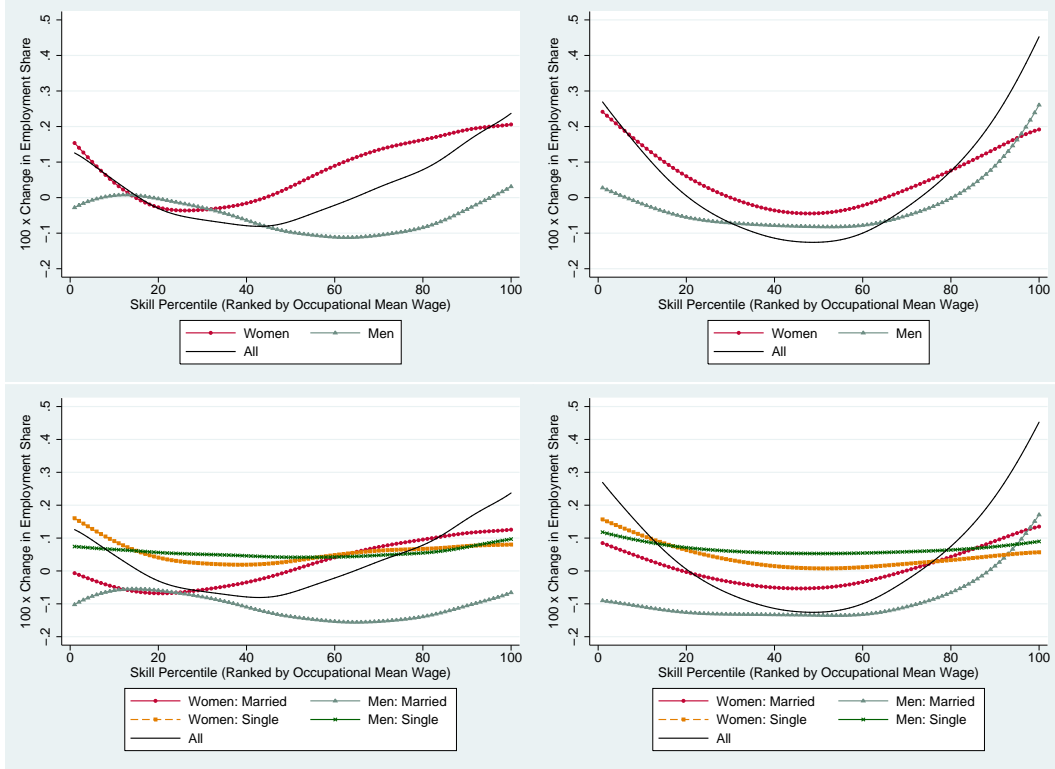 100 x Change in Employment Share
.5
.4
.3
.2
.1
0
-.1
-.2
0 20 40 60 80 100
Skill Percentile (Ranked by Occupational Mean Wage)
Women Men
All
100 x Change in Employment Share
.5
.4
.3
.2
.1
0
-.1
-.2
0 20 40 60 80 100
Skill Percentile (Ranked by Occupational Mean Wage)
Women Men
All
100 x Change in Employment Share
.5
.4
.3
.2
.1
0
-.1
-.2
0 20 40 60 80 100
Skill Percentile (Ranked by Occupational Mean Wage)
Women: Married Men: Married
Women: Single Men: Single
All
100 x Change in Employment Share
.5
.4
.3
.2
.1
0
-.1
-.2
0 20 40 60 80 100
Skill Percentile (Ranked by Occupational Mean Wage)
Women: Married Men: Married
Women: Single Men: Single
All